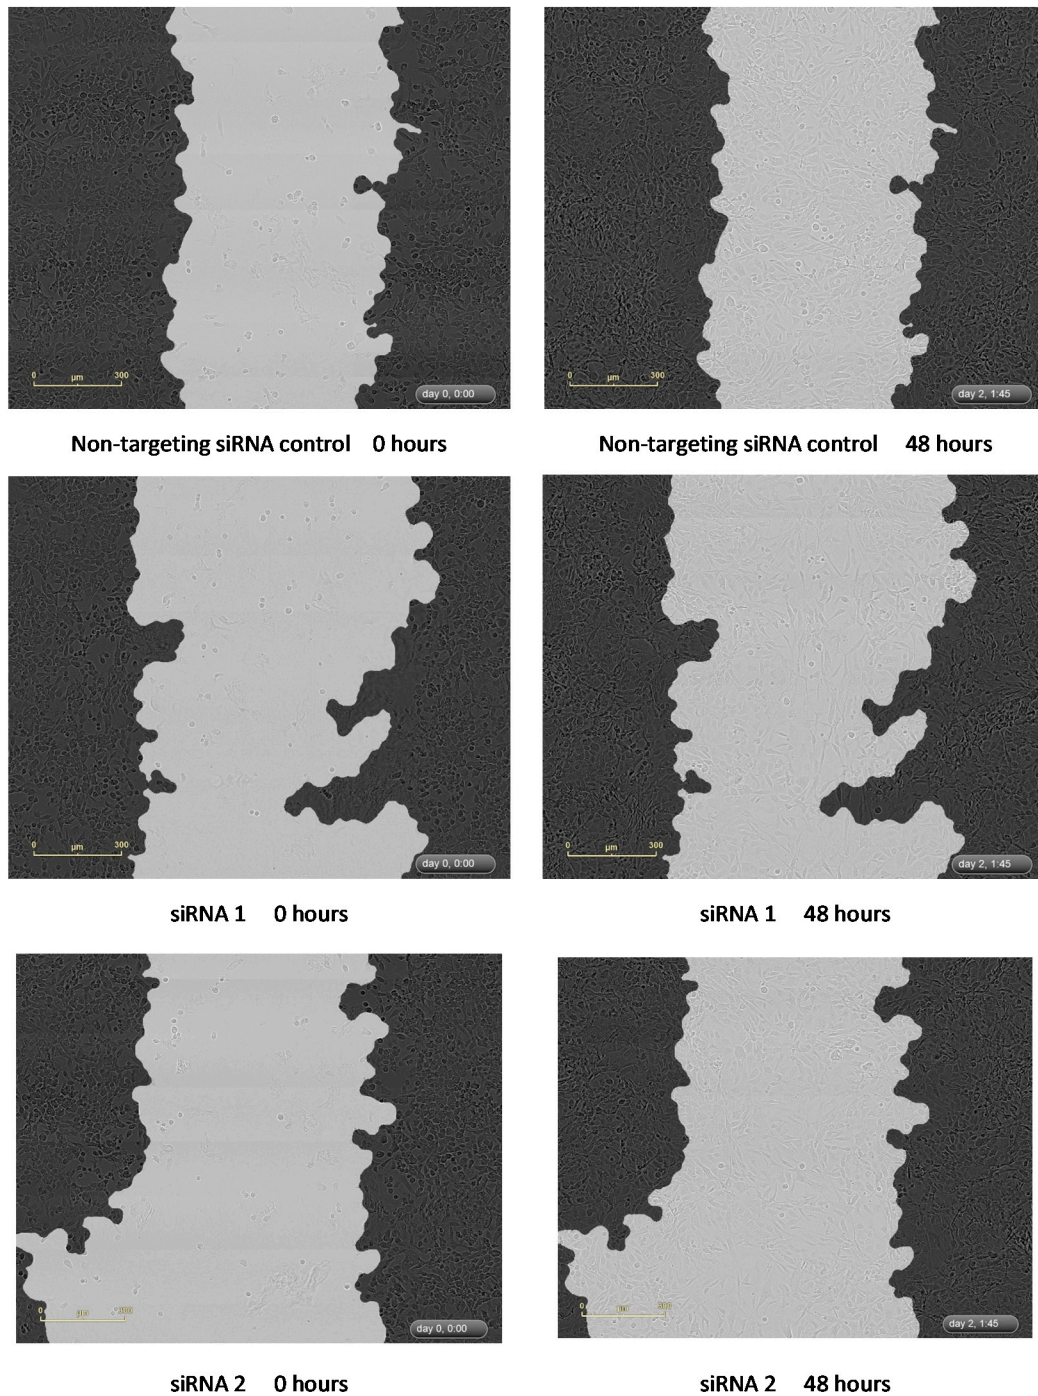 0 µm 300 day 0, 0:00
0 µm 300 day 2, 1:45
Non-targeting siRNA control 0 hours
Non-targeting siRNA control 48 hours
0 µm 300 day 0, 0:00
0 µm 300 day 2, 1:45
siRNA 1 0 hours
siRNA 1 48 hours
0 µm 300 day 0, 0:00
0 µm 300 day 2, 1:45
siRNA 2 0 hours
siRNA 2 48 hours